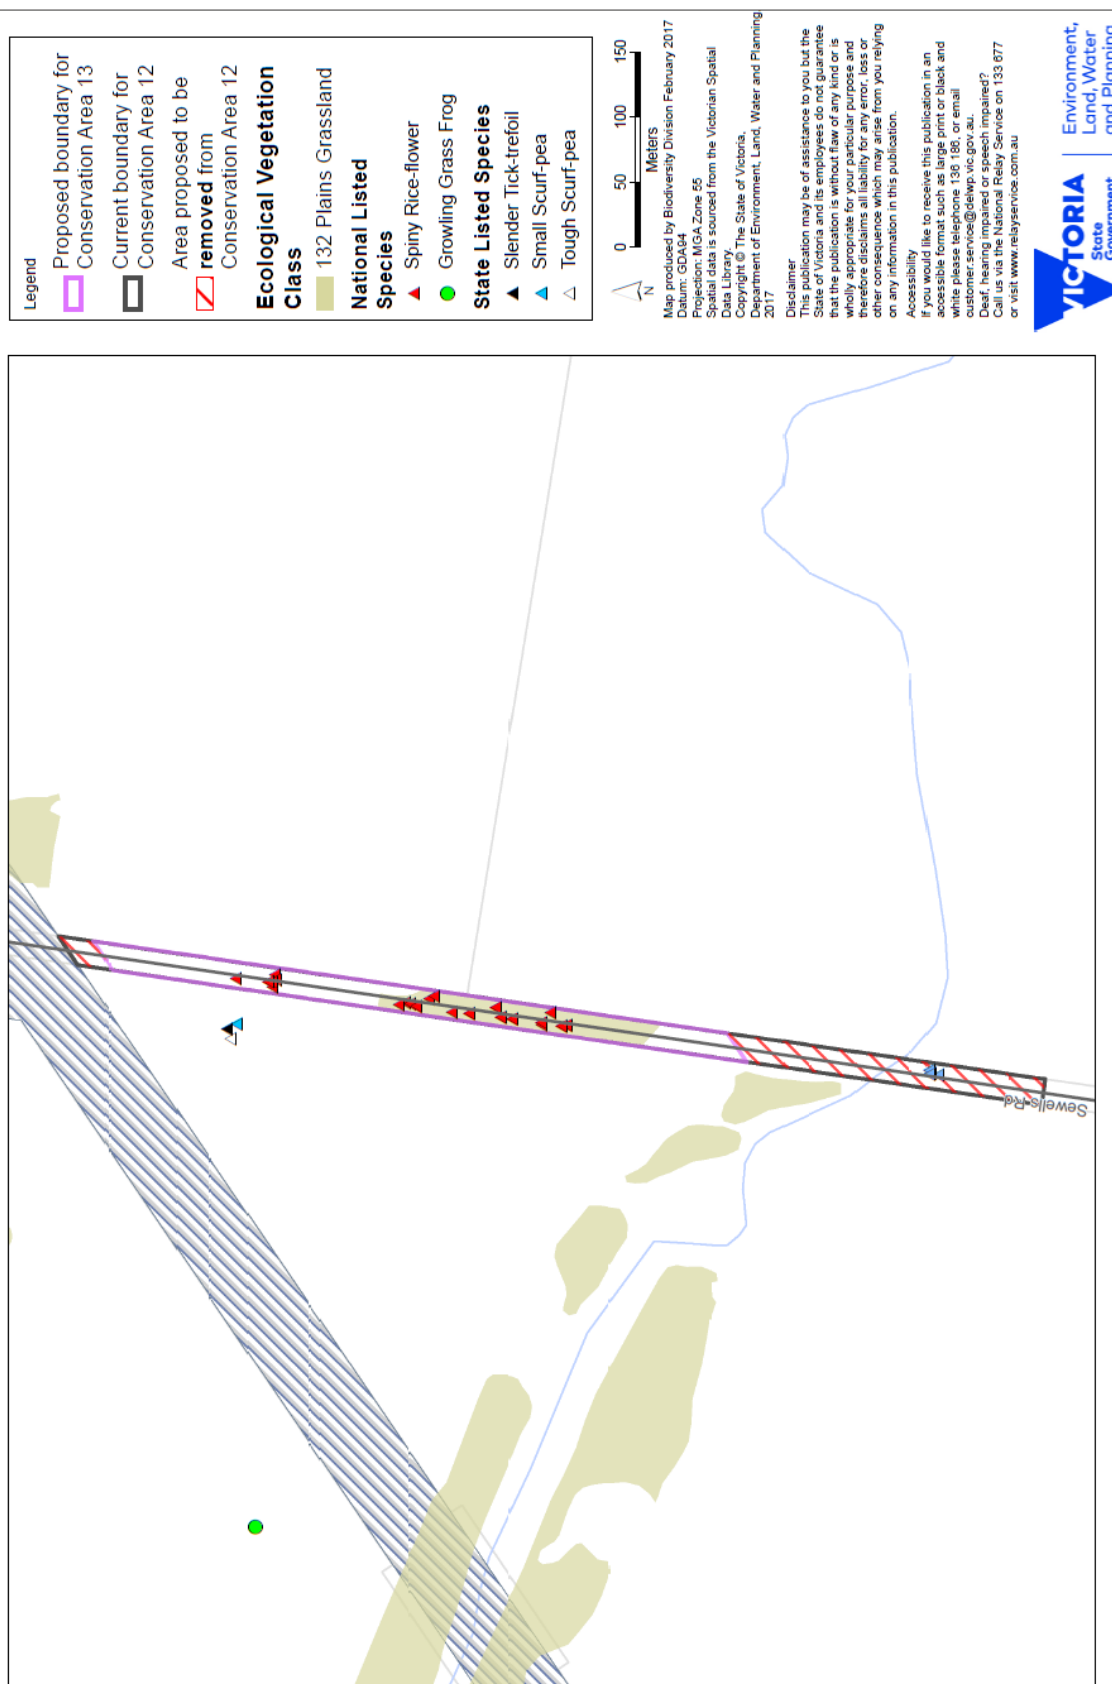 Legend
Proposed boundary for
Conservation Area 13
Current boundary for
Conservation Area 12
Area proposed to be
removed from
Conservation Area 12
Ecological Vegetation
Class
132 Plains Grassland
National Listed
Species
Spiny Rice-flower
Growling Grass Frog
State Listed Species
Slender Tick-trefoil
Small Scurf-pea
Tough Scurf-pea
0 50 100 150
Meters
N
Map produced by Biodiversity Division February 2017
Datum: GDA94
Projection: MGA Zone 55
Spatial data is sourced from the Victorian Spatial
Data Library.
Copyright © The State of Victoria,
Department of Environment, Land, Water and Planning
2017
Disclaimer
This publication may be of assistance to you but the
State of Victoria and its employees do not guarantee
that the publication is without flaw of any kind or is
wholly appropriate for your particular purpose and
therefore disclaims all liability for any error, loss or
other consequence which may arise from you relying
on any information in this publication.
Accessibility
If you would like to receive this publication in an
accessible format such as large print or black and
white please telephone 136 186, or email
customer.service@delwp.vic.gov.au.
Deaf, hearing impaired or speech impaired?
Call us via the National Relay Service on 133 677
or visit www.relayservice.com.au
VICTORIA
State
Government
Environment,
Land, Water
and Planning
Sewells Rd